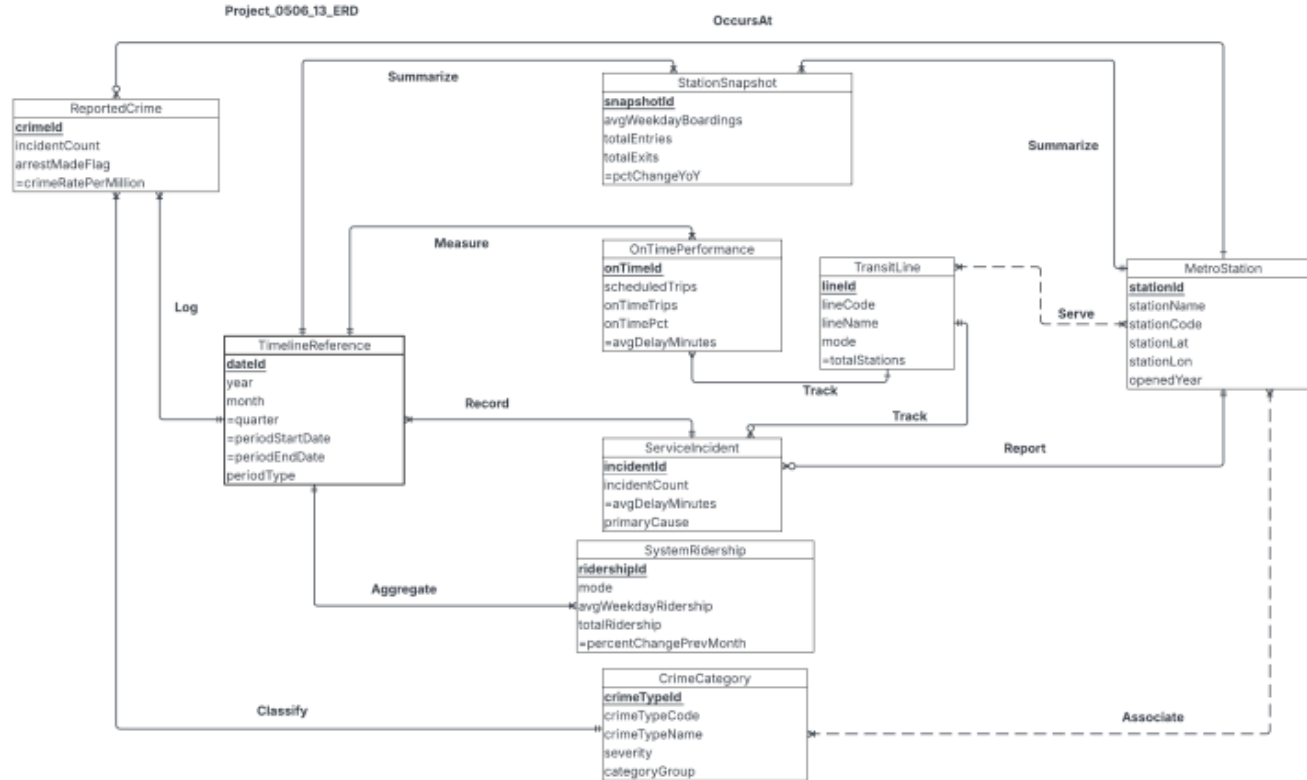 Project_0506_13_ERD
OccursAt
Summarize
StationSnapshot
snapshotId
avgWeekdayBoardings
totalEntries
totalExits
=pctChangeYoY
ReportedCrime
crimeId
incidentCount
arrestMadeFlag
=crimeRatePerMillion
Summarize
Measure
OnTimePerformance
onTimeId
scheduledTrips
onTimeTrips
onTimePct
=avgDelayMinutes
TransitLine
lineId
lineCode
lineName
mode
=totalStations
MetroStation
stationId
stationName
stationCode
stationLat
stationLon
openedYear
Serve
Log
TimelineReference
dateId
year
month
=quarter
=periodStartDate
=periodEndDate
periodType
Track
Record
Track
ServiceIncident
incidentId
incidentCount
=avgDelayMinutes
primaryCause
Report
SystemRidership
ridershipId
mode
avgWeekdayRidership
totalRidership
=percentChangePrevMonth
Aggregate
CrimeCategory
crimeTypeId
crimeTypeCode
crimeTypeName
severity
categoryGroup
Classify
Associate